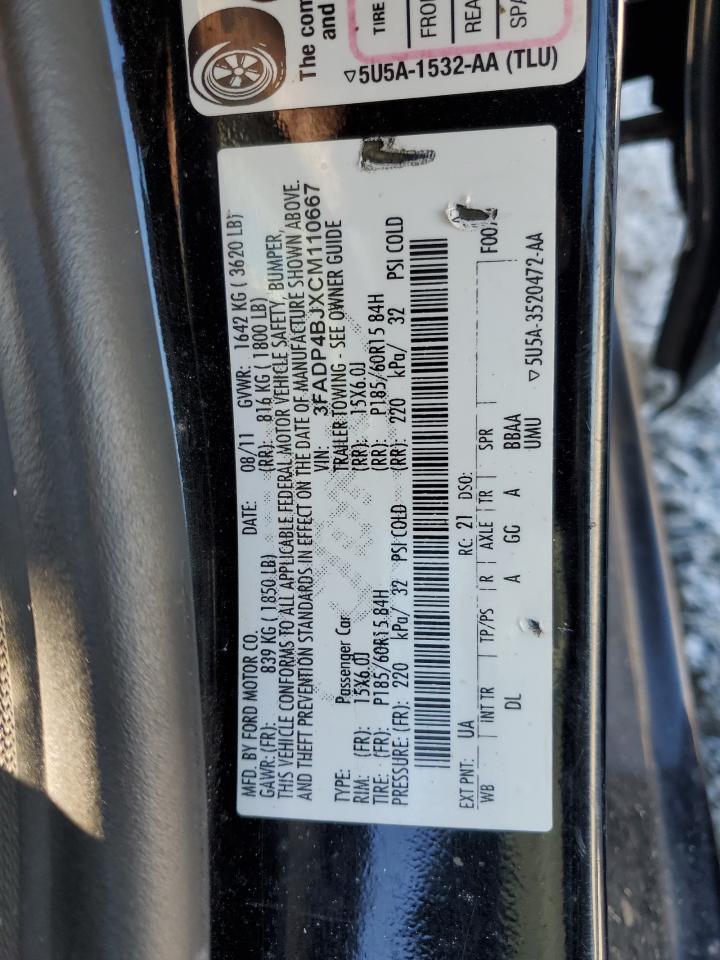 The com
and
TIRE
FRO
REA
SPA
▽5U5A-1532-AA (TLU)
MFD. BY FORD MOTOR CO.
DATE: 08/11 GVWR: 1642 KG ( 3620 LB)
GAWR:(FR): 839 KG ( 1850 LB) (RR): 816 KG ( 1800 LB)
THIS VEHICLE CONFORMS TO ALL APPLICABLE FEDERAL MOTOR VEHICLE SAFETY, BUMPER,
AND THEFT PREVENTION STANDARDS IN EFFECT ON THE DATE OF MANUFACTURE SHOWN ABOVE.
VIN: 3FADP4BJXCM110667
TYPE: Passenger Car TRAILER TOWING - SEE OWNER GUIDE
RIM: (FR): 15X6.0J (RR): 15X6.0J
TIRE: (FR): P185/60R15 84H (RR): P185/60R15 84H
PRESSURE: (FR): 220 kPa/ 32 PSI COLD (RR): 220 kPa/ 32 PSI COLD
EXT PNT: UA RC: 21 DSO: F007
WB INT TR TP/PS R AXLE TR SPR
DL A GG A BBAA
UMU
▽5U5A-3520472-AA